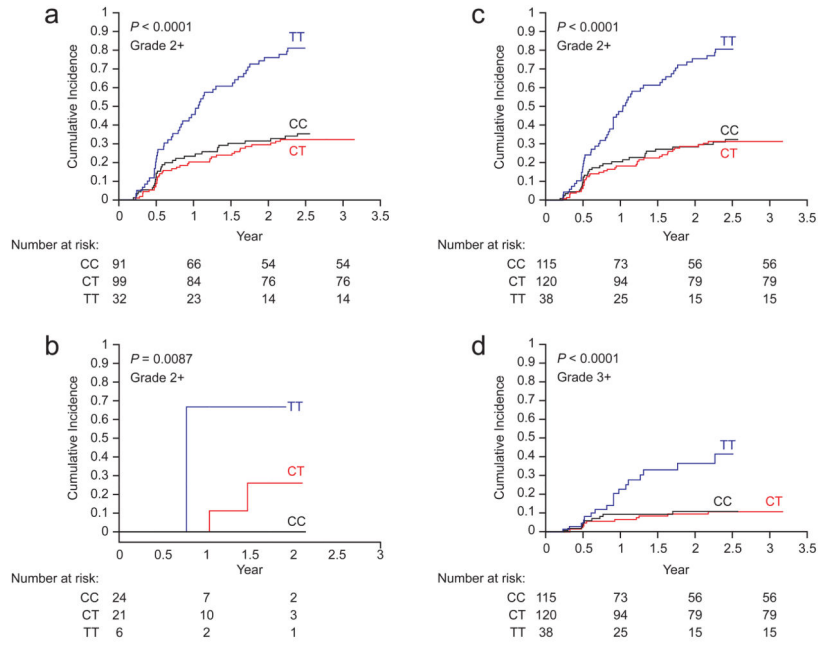 a
P < 0.0001
Grade 2+
Cumulative Incidence
1
0.9
0.8
0.7
0.6
0.5
0.4
0.3
0.2
0.1
0
TT
CC
CT
0 0.5 1 1.5 2 2.5 3 3.5
Year
Number at risk:
CC 91 66 54 54
CT 99 84 76 76
TT 32 23 14 14
c
P < 0.0001
Grade 2+
Cumulative Incidence
1
0.9
0.8
0.7
0.6
0.5
0.4
0.3
0.2
0.1
0
TT
CC
CT
0 0.5 1 1.5 2 2.5 3 3.5
Year
Number at risk:
CC 115 73 56 56
CT 120 94 79 79
TT 38 25 15 15
b
P = 0.0087
Grade 2+
Cumulative Incidence
1
0.9
0.8
0.7
0.6
0.5
0.4
0.3
0.2
0.1
0
TT
CT
CC
0 0.5 1 1.5 2 3
Year
Number at risk:
CC 24 7 2
CT 21 10 3
TT 6 2 1
d
P < 0.0001
Grade 3+
Cumulative Incidence
1
0.9
0.8
0.7
0.6
0.5
0.4
0.3
0.2
0.1
0
TT
CC
CT
0 0.5 1 1.5 2 2.5 3 3.5
Year
Number at risk:
CC 115 73 56 56
CT 120 94 79 79
TT 38 25 15 15